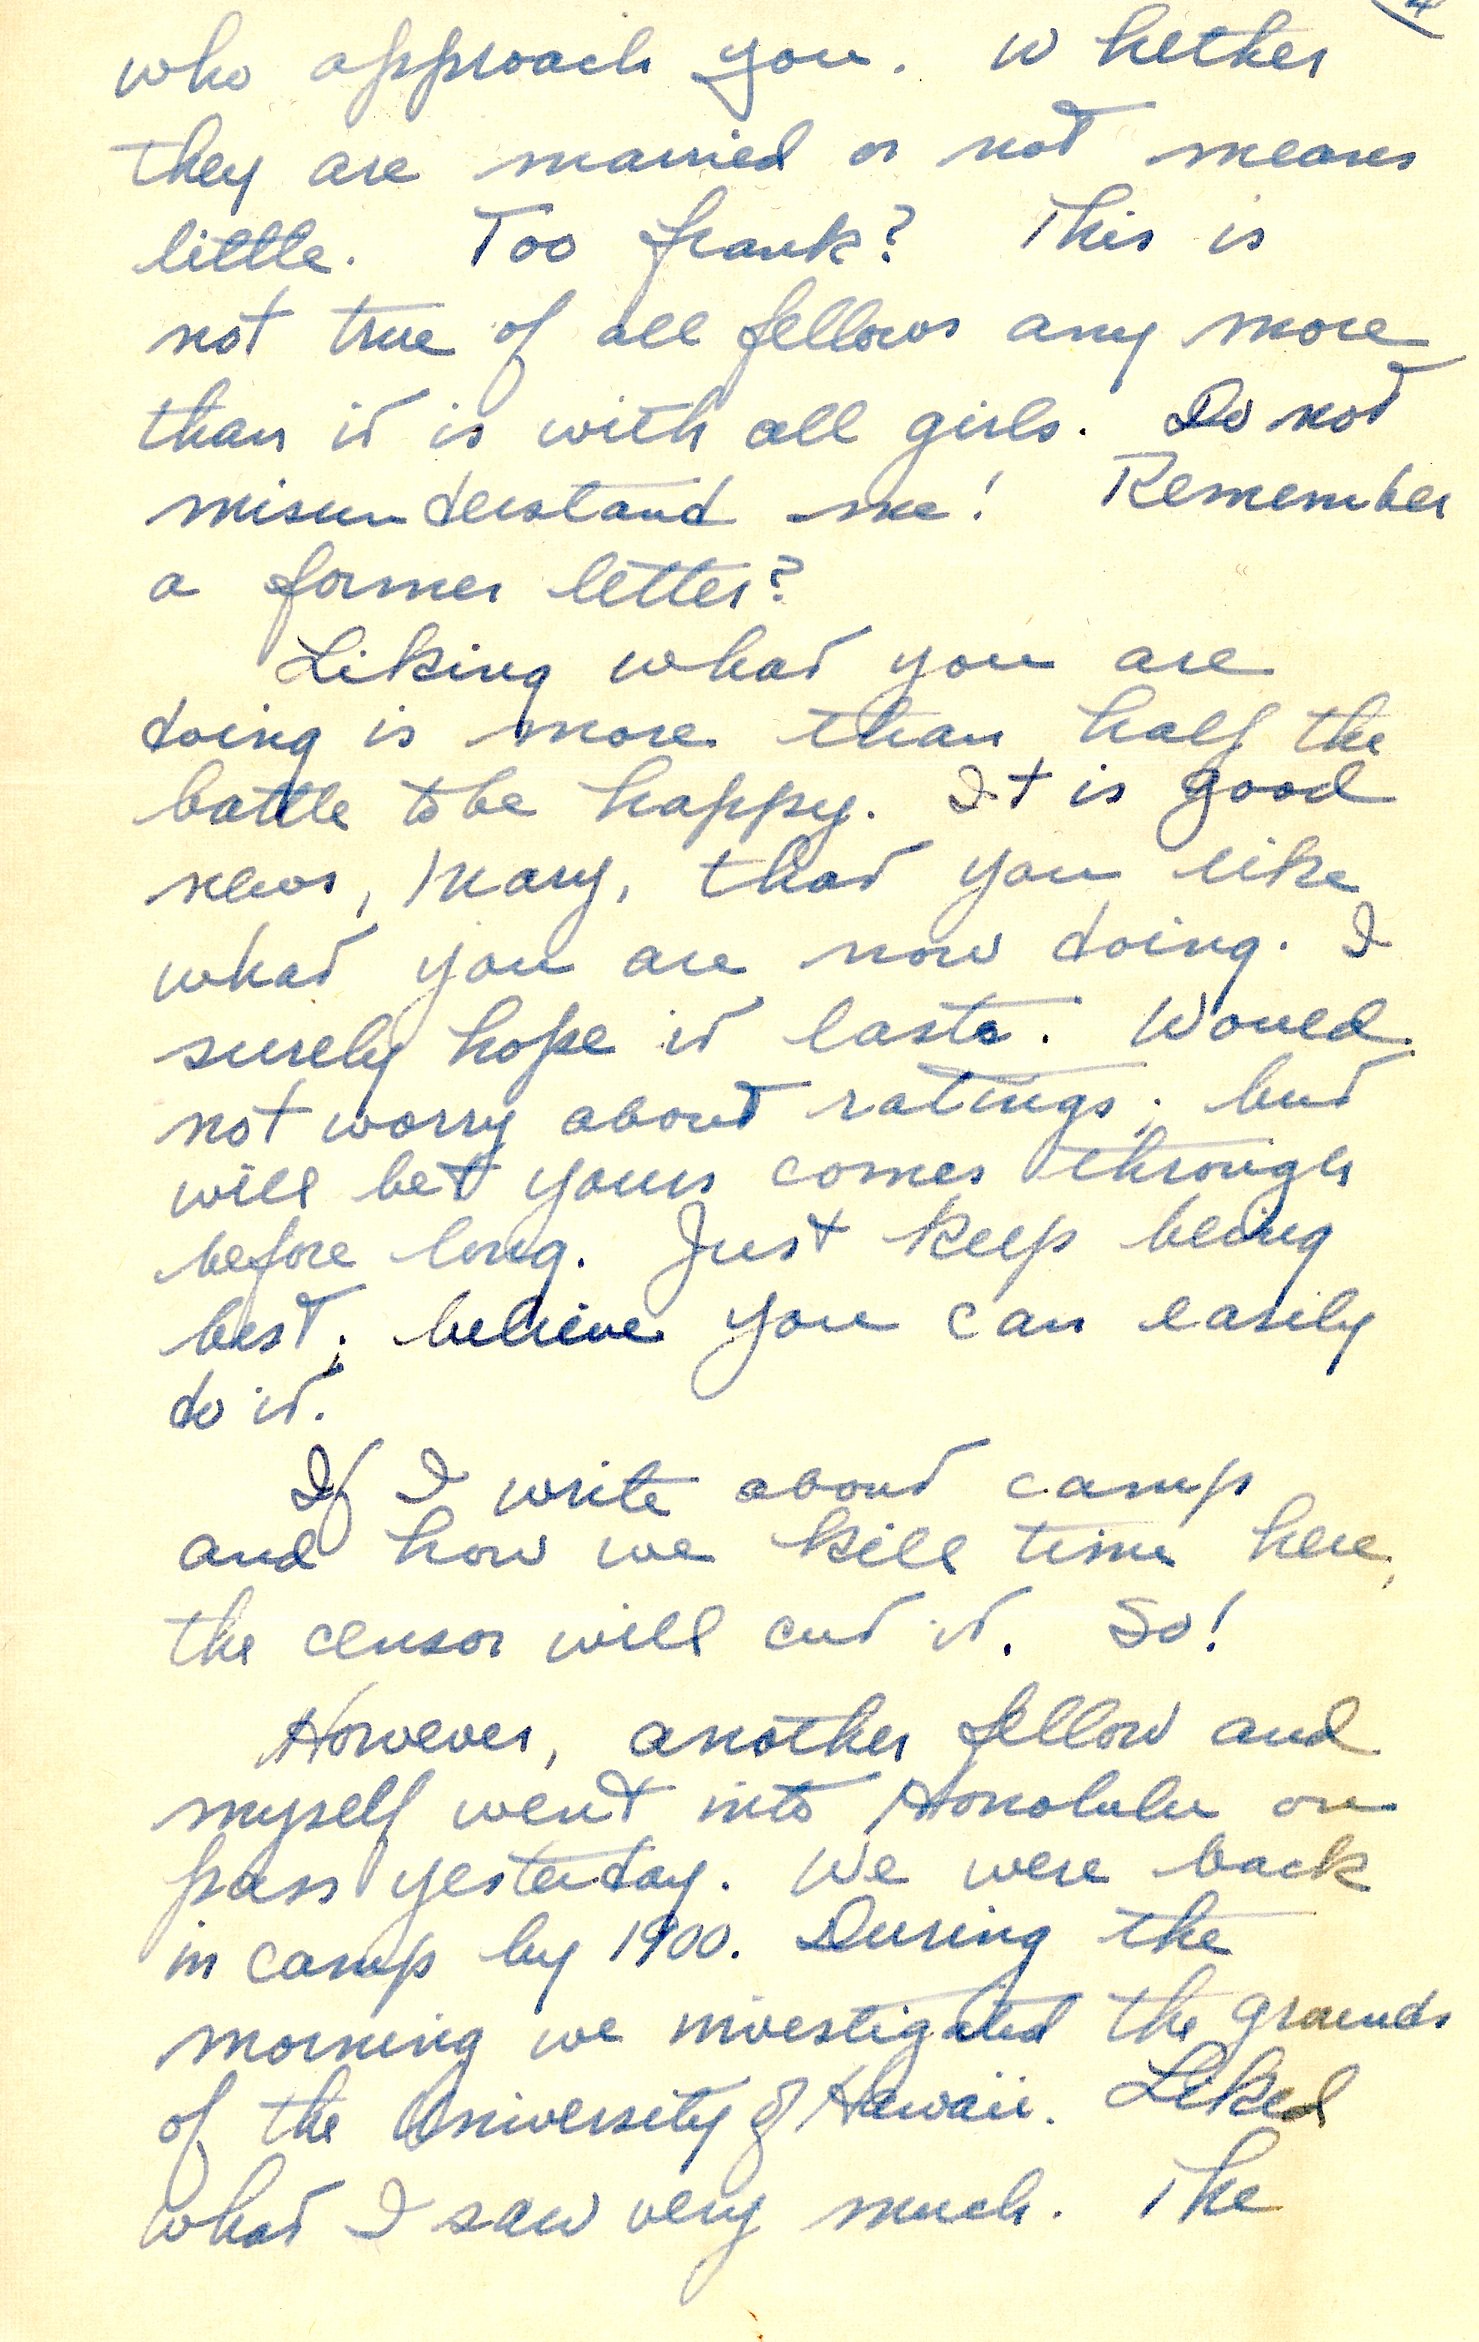 4
who approach you. Whether
they are married or not means
little. Too frank? This is
not true of all fellows any more
than it is with all girls. Do not
misunderstand me! Remember
a former letter?
Liking what you are
doing is more than half the
battle to be happy. It is good
news, Mary, that you like
what you are now doing. I
surely hope it lasts. Would
not worry about ratings; but
will bet yours comes through
before long. Just keep being
best; believe you can easily
do it.
If I write about camp
and how we kill time here,
the censor will cut it. So!
However, another fellow and
myself went into Honolulu on
pass yesterday. We were back
in camp by 1900. During the
morning we investigated the grounds
of the University of Hawaii. Liked
what I saw very much. The